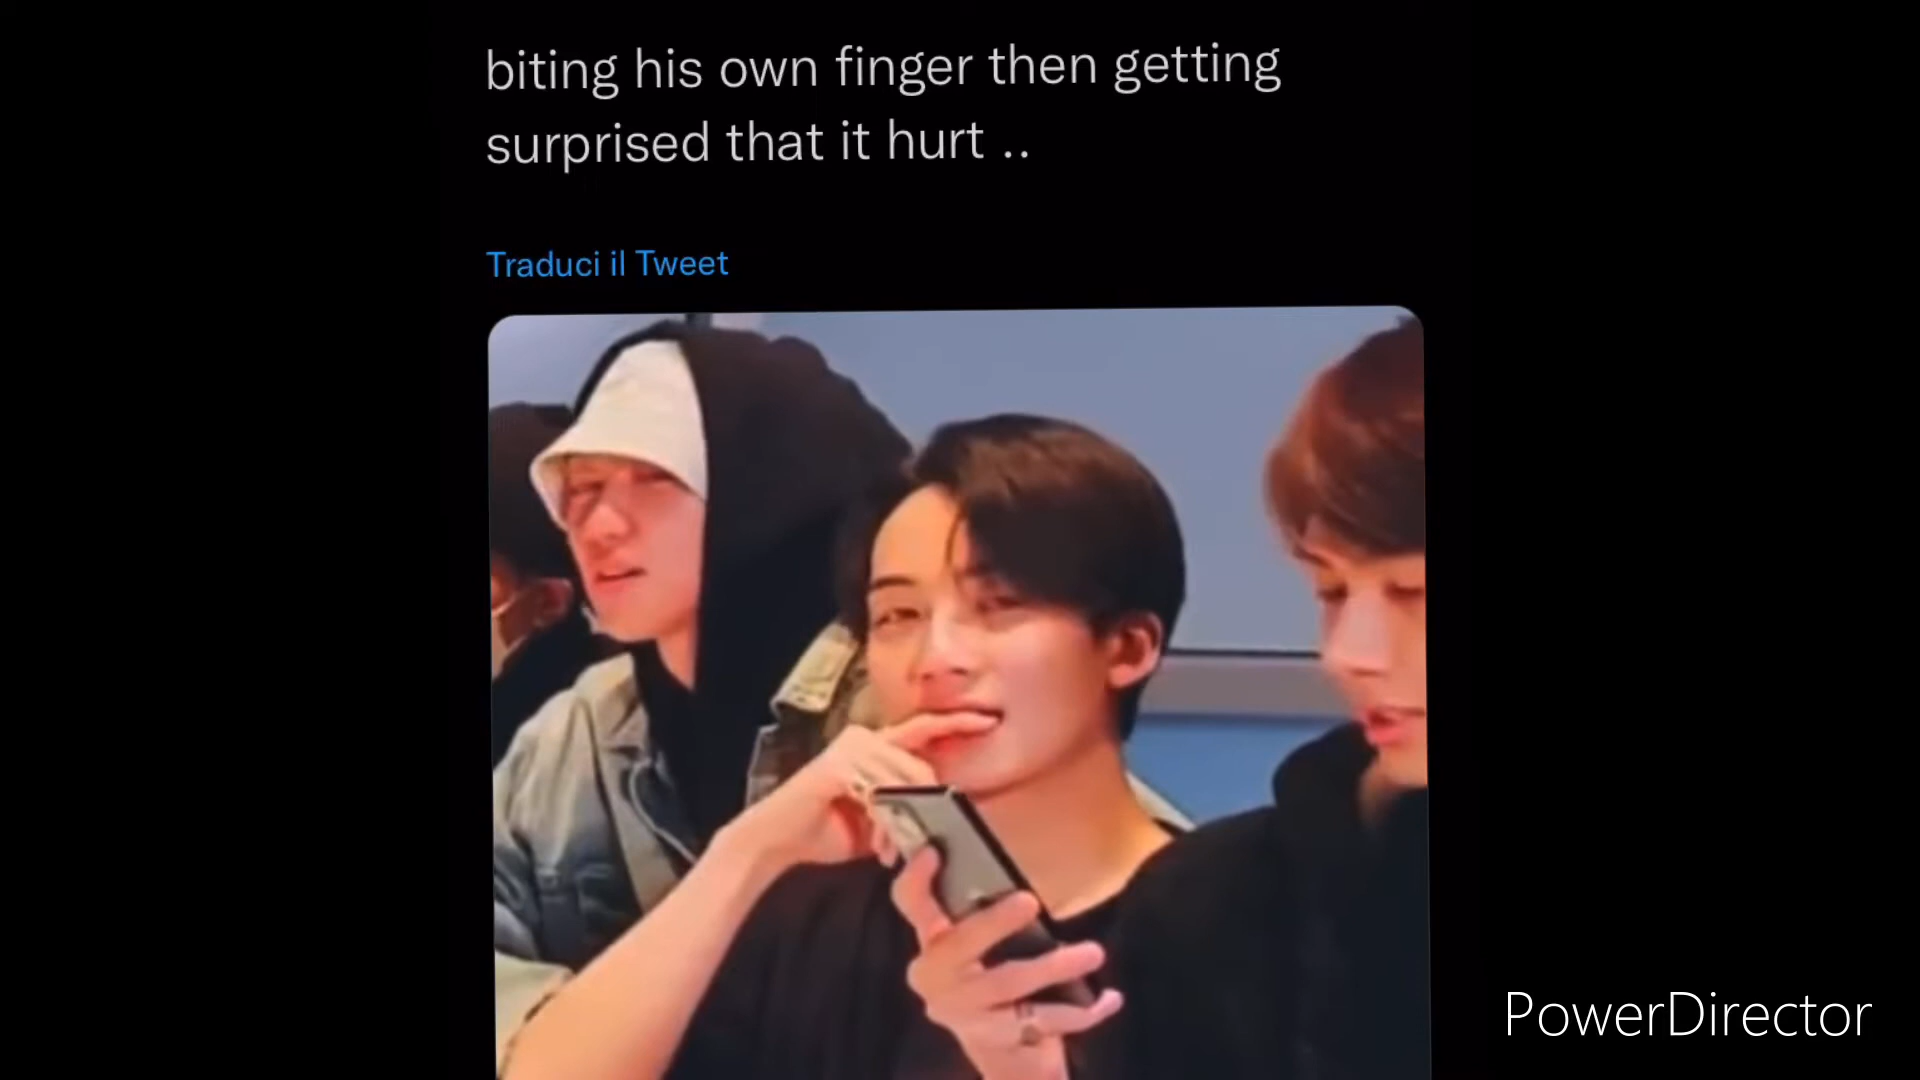 biting his own finger then getting
surprised that it hurt ..
Traduci il Tweet
PowerDirector